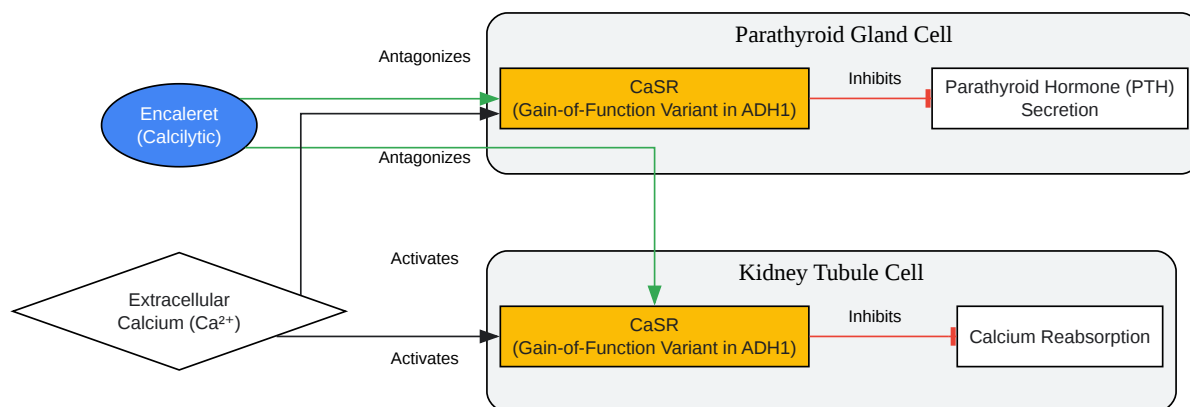 Parathyroid Gland Cell
Antagonizes
Encaleret
(Calcilytic)
CaSR
(Gain-of-Function Variant in ADH1)
Inhibits
Parathyroid Hormone (PTH)
Secretion
Antagonizes
Activates
Kidney Tubule Cell
Extracellular
Calcium (Ca²⁺)
Activates
CaSR
(Gain-of-Function Variant in ADH1)
Inhibits
Calcium Reabsorption